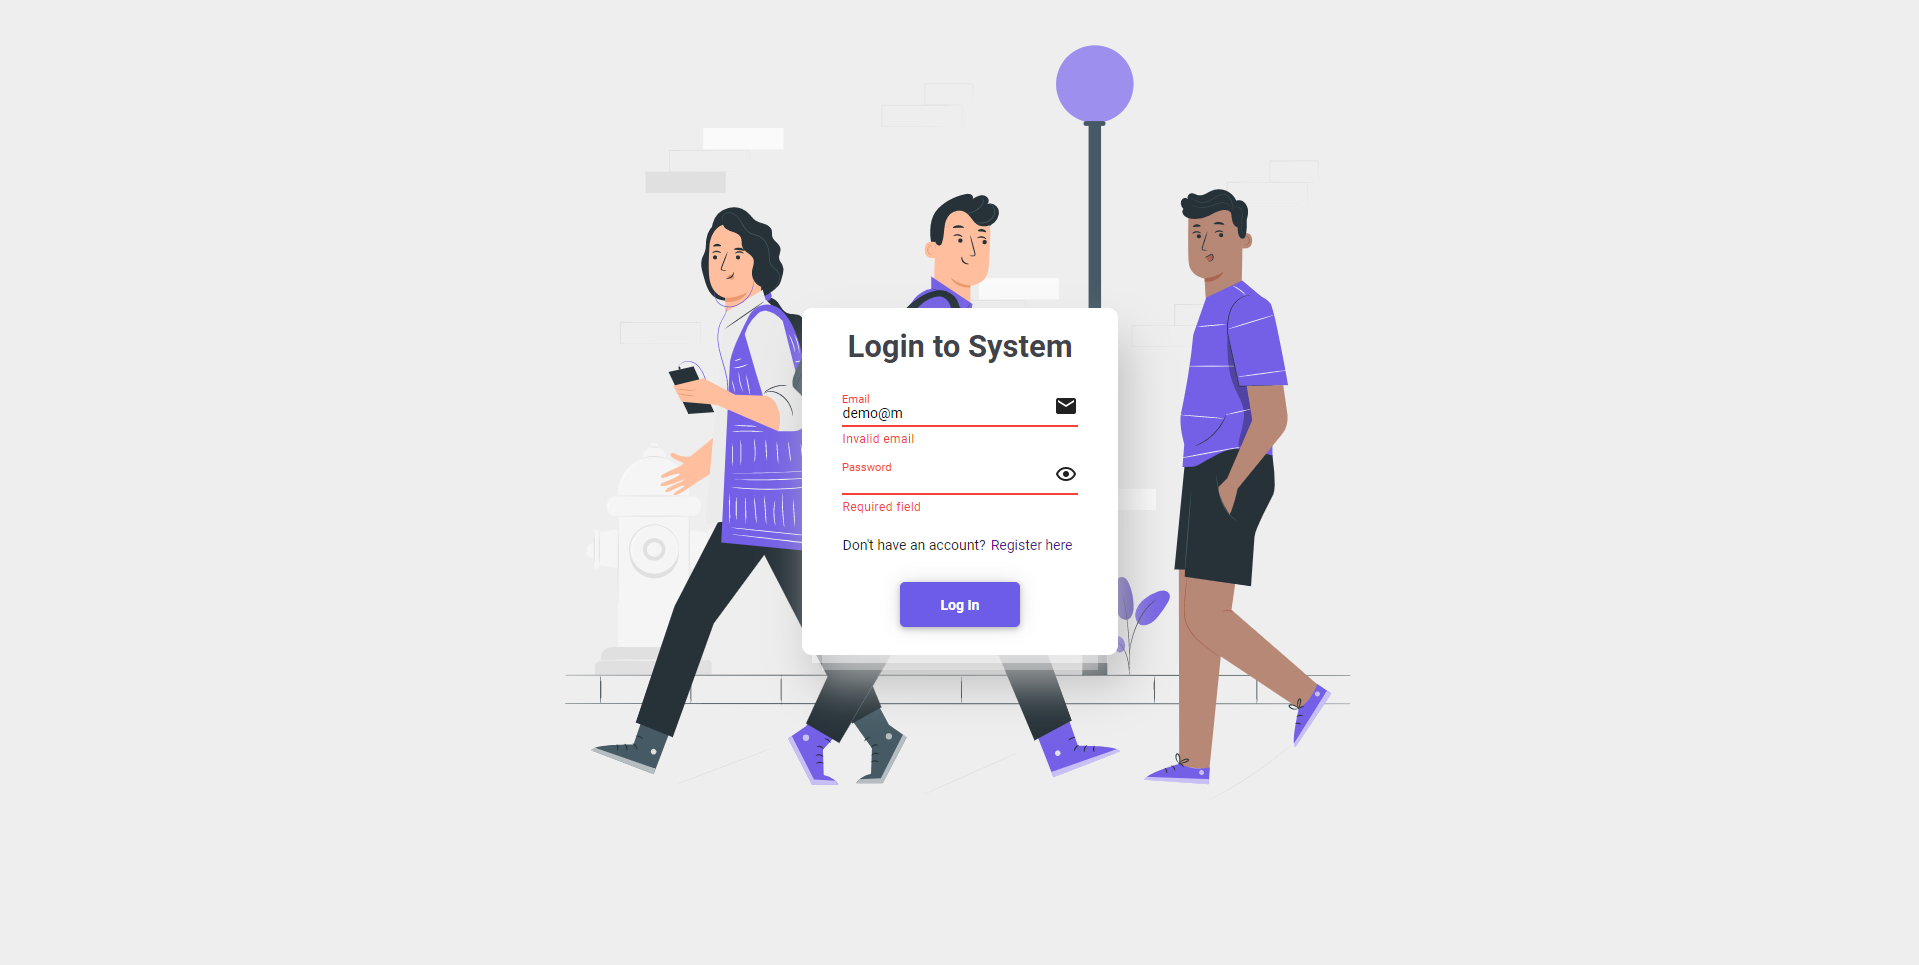 Login to System
Email
demo@m
Invalid email
Password
Required field
Don't have an account? Register here
Log In